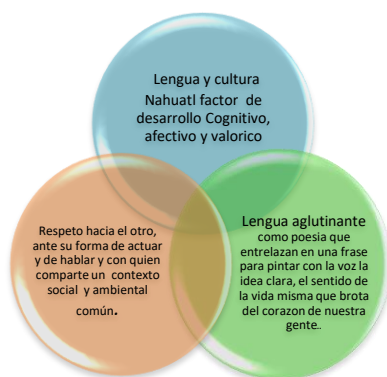 Lengua y cultura
Nahuatl factor de
desarrollo Cognitivo,
afectivo y valorico
Respeto hacia el otro,
ante su forma de actuar
y de hablar y con quien
comparte un contexto
social y ambiental
común.
Lengua aglutinante
como poesia que
entrelazan en una frase
para pintar con la voz la
idea clara, el sentido de
la vida misma que brota
del corazon de nuestra
gente..